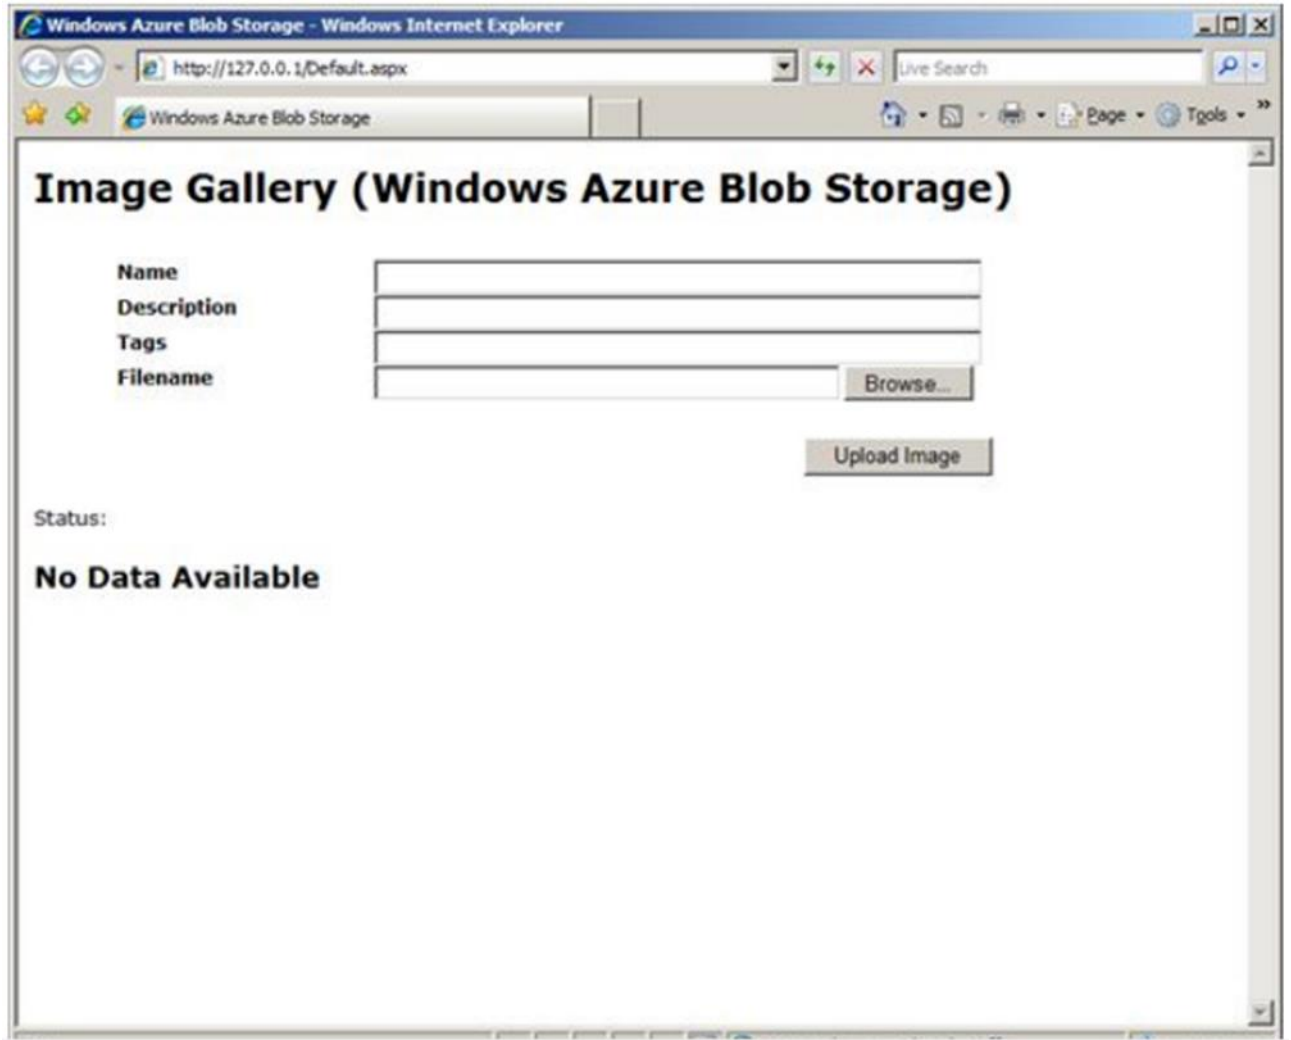 Windows Azure Blob Storage - Windows Internet Explorer
http://127.0.0.1/Default.aspx
Live Search
Windows Azure Blob Storage
Page
Tools
»
Image Gallery (Windows Azure Blob Storage)
Name
Description
Tags
Filename
Browse...
Upload Image
Status:
No Data Available